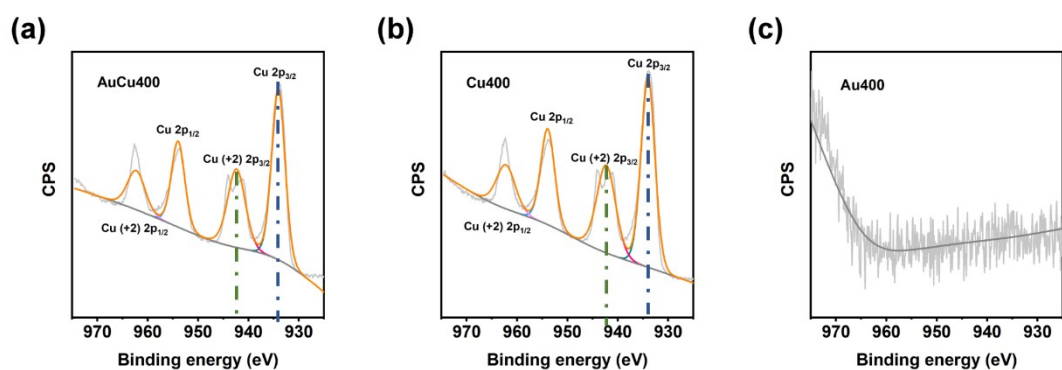 (a)
AuCu400
Cu 2p3/2
Cu 2p1/2
Cu (+2) 2p3/2
Cu (+2) 2p1/2
CPS
970 960 950 940 930
Binding energy (eV)
(b)
Cu400
Cu 2p3/2
Cu 2p1/2
Cu (+2) 2p3/2
Cu (+2) 2p1/2
CPS
970 960 950 940 930
Binding energy (eV)
(c)
Au400
CPS
970 960 950 940 930
Binding energy (eV)